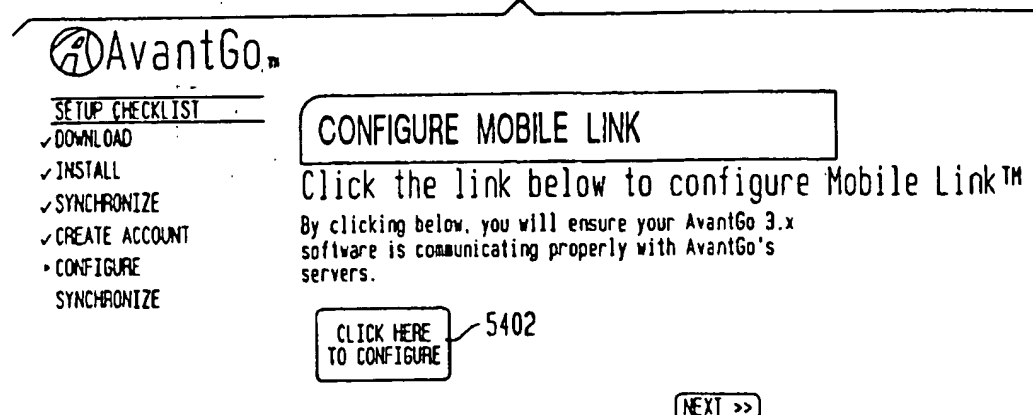 AvantGo™
SETUP CHECKLIST
✓DOWNLOAD
✓INSTALL
✓SYNCHRONIZE
✓CREATE ACCOUNT
•CONFIGURE
SYNCHRONIZE
CONFIGURE MOBILE LINK
Click the link below to configure Mobile Link™
By clicking below, you will ensure your AvantGo 3.x
software is communicating properly with AvantGo's
servers.
CLICK HERE
TO CONFIGURE
5402
NEXT >>